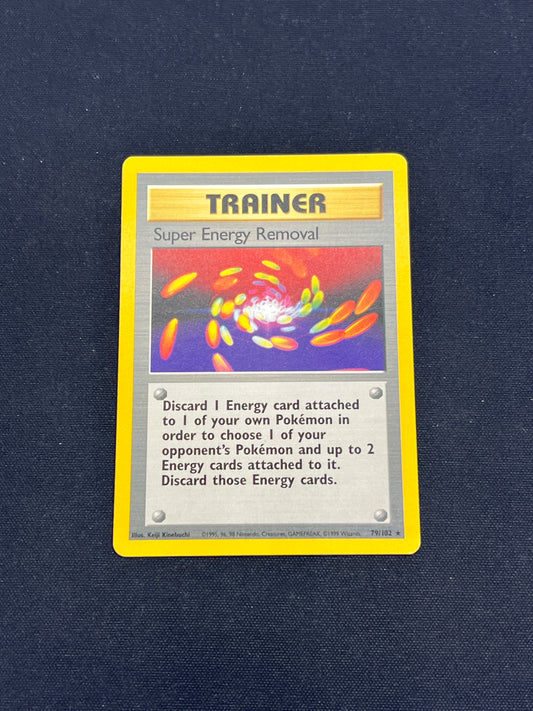 TRAINER
Super Energy Removal
Discard 1 Energy card attached
to 1 of your own Pokémon in
order to choose 1 of your
opponent's Pokémon and up to 2
Energy cards attached to it.
Discard those Energy cards.
Illus. Keiji Kinebuchi ©1995, 96, 98 Nintendo, Creatures, GAMEFREAK. ©1999 Wizards. 79/102 ★